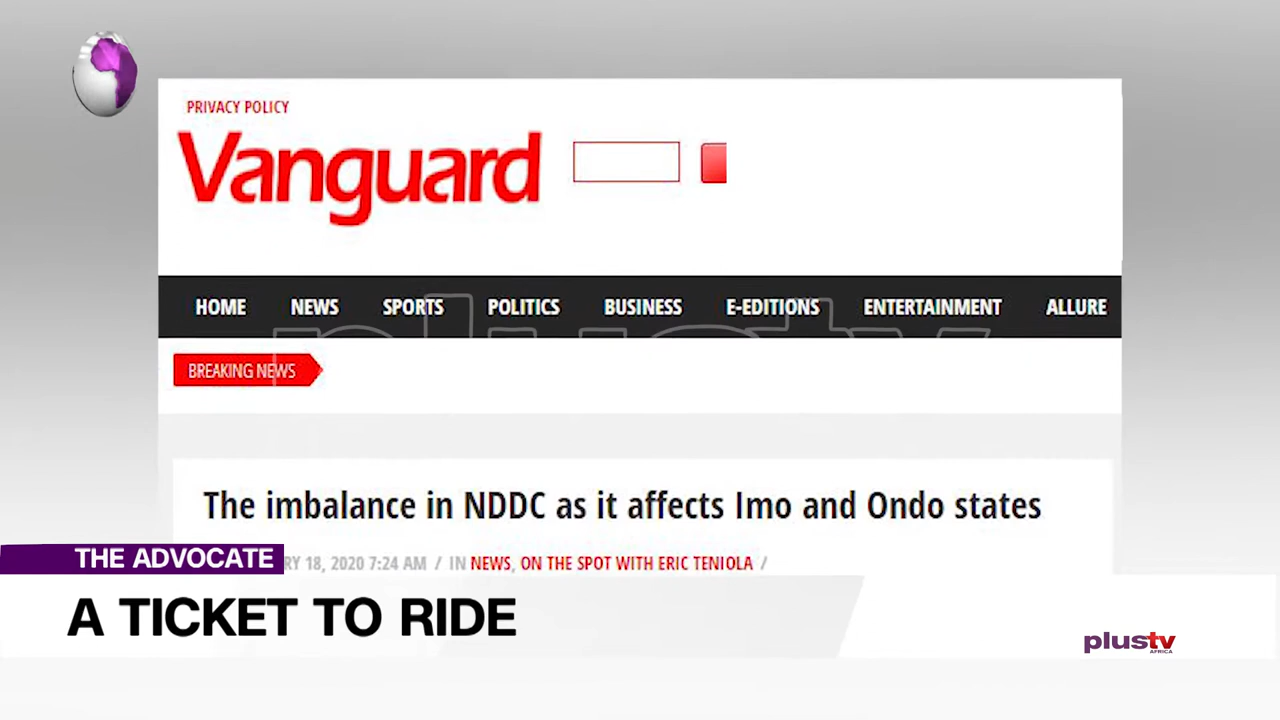 PRIVACY POLICY
Vanguard
HOME NEWS SPORTS POLITICS BUSINESS E-EDITIONS ENTERTAINMENT ALLURE
plustv
BREAKING NEWS
The imbalance in NDDC as it affects Imo and Ondo states
18, 2020 7:24 AM / IN NEWS, ON THE SPOT WITH ERIC TENIOLA /
THE ADVOCATE
A TICKET TO RIDE
plustv
AFRICA